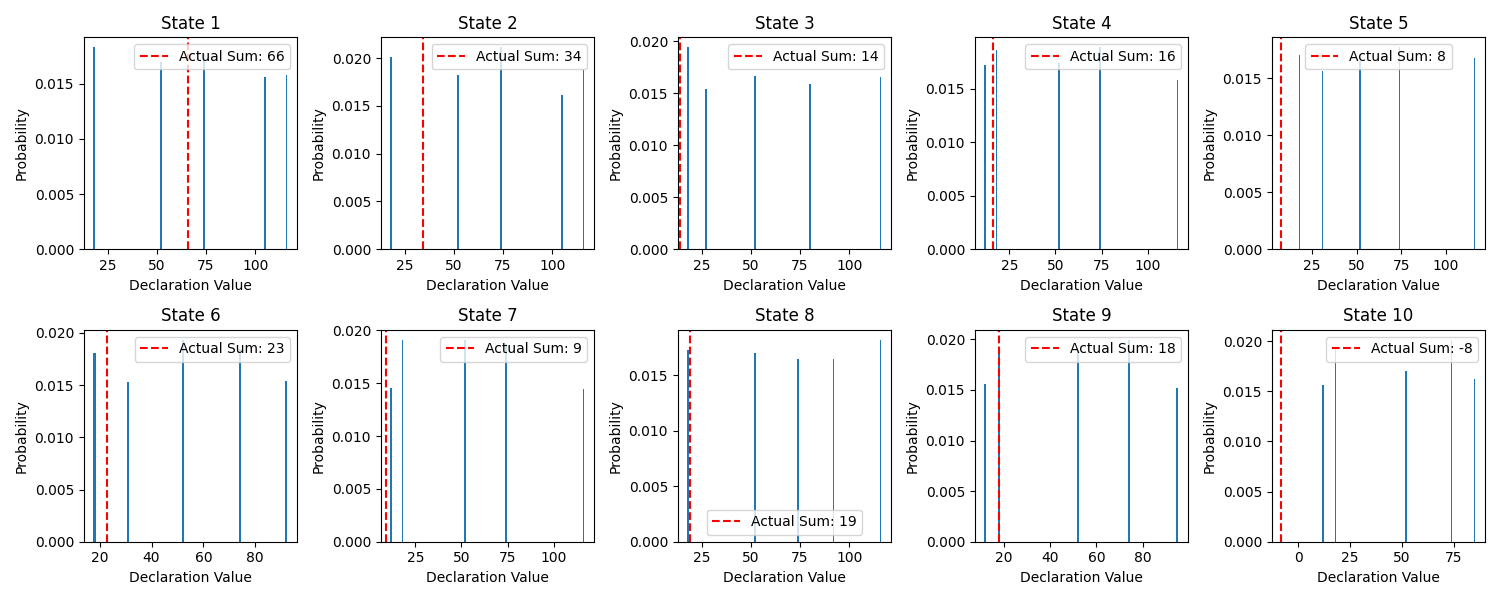 State 1
Actual Sum: 66
Probability
0.015
0.010
0.005
0.000
25 50 75 100
Declaration Value
State 2
Actual Sum: 34
Probability
0.020
0.015
0.010
0.005
0.000
25 50 75 100
Declaration Value
State 3
Actual Sum: 14
Probability
0.020
0.015
0.010
0.005
0.000
25 50 75 100
Declaration Value
State 4
Actual Sum: 16
Probability
0.015
0.010
0.005
0.000
25 50 75 100
Declaration Value
State 5
Actual Sum: 8
Probability
0.015
0.010
0.005
0.000
25 50 75 100
Declaration Value
State 6
Actual Sum: 23
Probability
0.020
0.015
0.010
0.005
0.000
20 40 60 80
Declaration Value
State 7
Actual Sum: 9
Probability
0.020
0.015
0.010
0.005
0.000
25 50 75 100
Declaration Value
State 8
Actual Sum: 19
Probability
0.015
0.010
0.005
0.000
25 50 75 100
Declaration Value
State 9
Actual Sum: 18
Probability
0.020
0.015
0.010
0.005
0.000
20 40 60 80
Declaration Value
State 10
Actual Sum: -8
Probability
0.020
0.015
0.010
0.005
0.000
0 25 50 75
Declaration Value